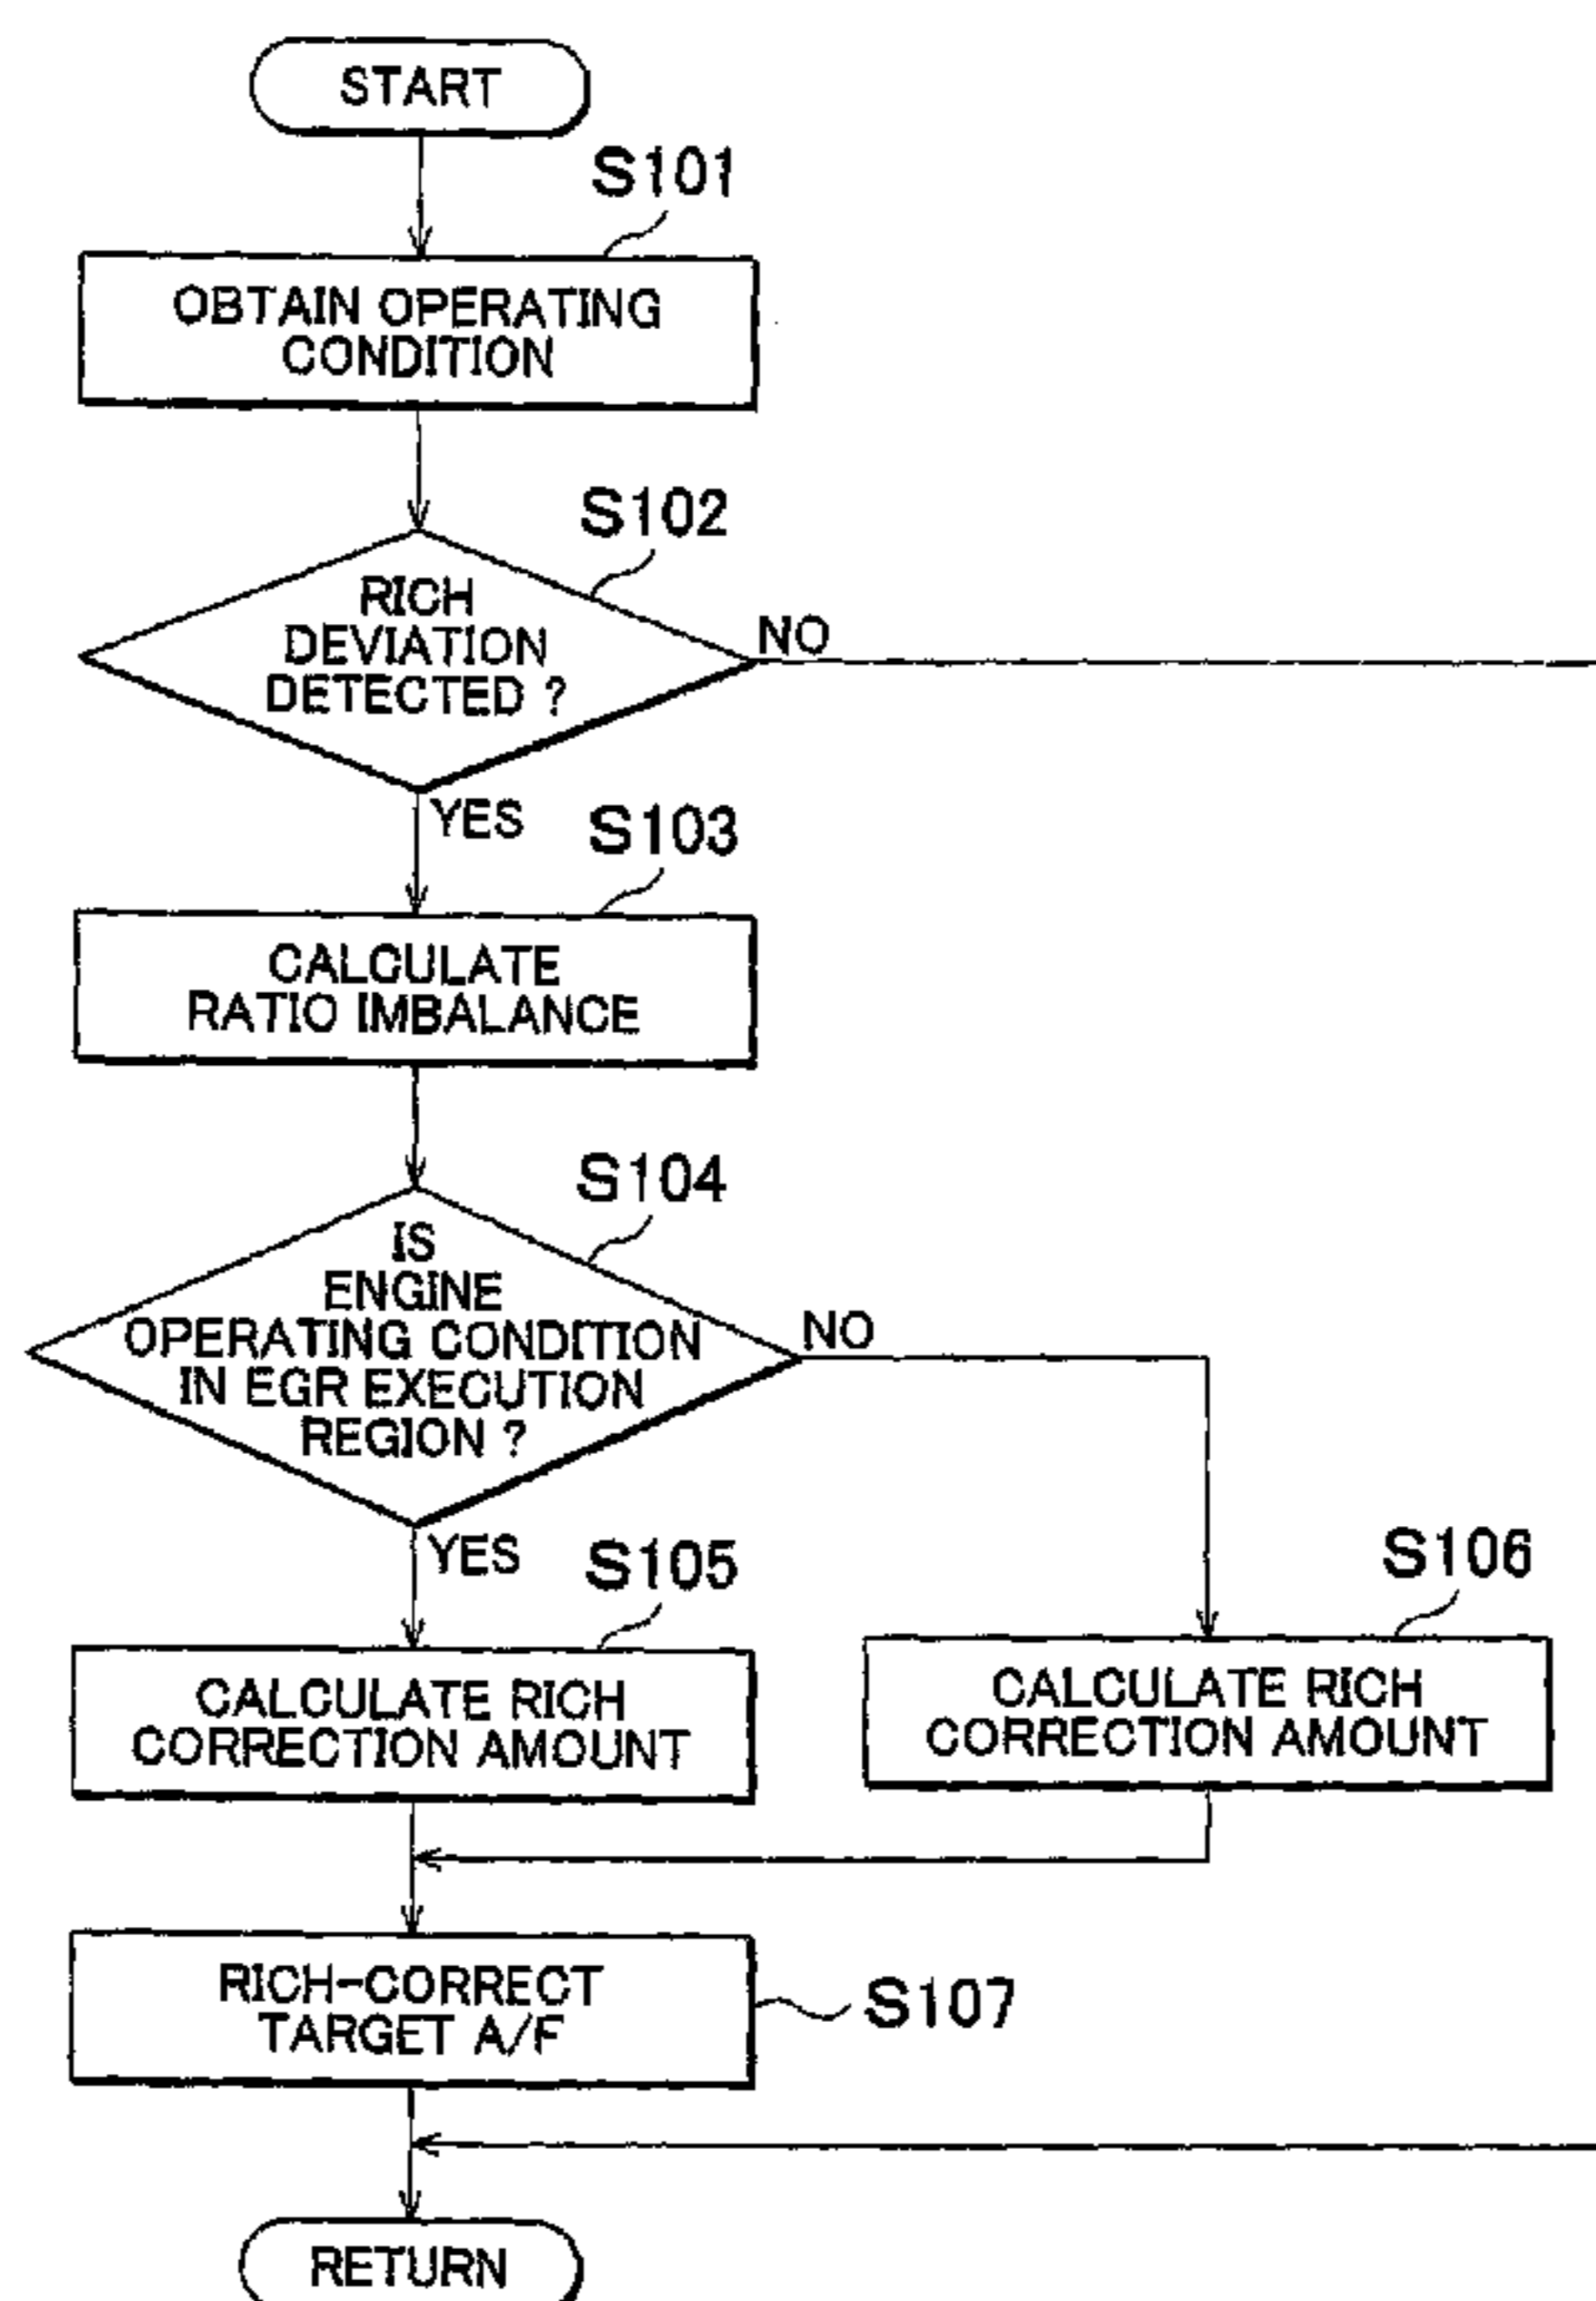 START
S101
OBTAIN OPERATING
CONDITION
S102
RICH
DEVIATION
DETECTED ?
NO
YES
S103
CALCULATE
RATIO IMBALANCE
S104
IS
ENGINE
OPERATING CONDITION
IN EGR EXECUTION
REGION ?
NO
YES
S105
CALCULATE RICH
CORRECTION AMOUNT
S106
CALCULATE RICH
CORRECTION AMOUNT
RICH-CORRECT
TARGET A/F
S107
RETURN